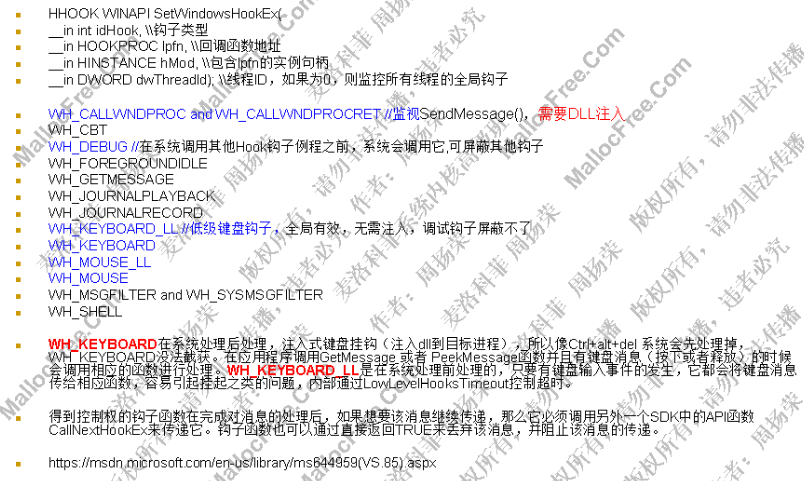 HHOOK WINAPI SetWindowsHookEx(
__in int idHook, \\钩子类型
__in HOOKPROC lpfn, \\回调函数地址
__in HINSTANCE hMod, \\包含lpfn的实例句柄
__in DWORD dwThreadId); \\线程ID，如果为0，则监控所有线程的全局钩子
WH_CALLWNDPROC and WH_CALLWNDPROCRET //监视SendMessage()，需要DLL注入
WH_CBT
WH_DEBUG //在系统调用其他Hook钩子例程之前，系统会调用它,可屏蔽其他钩子
WH_FOREGROUNDIDLE
WH_GETMESSAGE
WH_JOURNALPLAYBACK
WH_JOURNALRECORD
WH_KEYBOARD_LL //低级键盘钩子，全局有效，无需注入，调试钩子屏蔽不了
WH_KEYBOARD
WH_MOUSE_LL
WH_MOUSE
WH_MSGFILTER and WH_SYSMSGFILTER
WH_SHELL
WH_KEYBOARD在系统处理后处理，注入式键盘挂钩（注入dll到目标进程），所以像Ctrl+alt+del 系统会先处理掉，
WH_KEYBOARD没法截获。在应用程序调用GetMessage 或者 PeekMessage函数并且有键盘消息（按下或者释放）的时候
会调用相应的函数进行处理。WH_KEYBOARD_LL是在系统处理前处理的，只要有键盘输入事件的发生，它都会将键盘消息
传给相应函数，容易引起挂起之类的问题，内部通过LowLevelHooksTimeout控制超时。
得到控制权的钩子函数在完成对消息的处理后，如果想要该消息继续传递，那么它必须调用另外一个SDK中的API函数
CallNextHookEx来传递它。钩子函数也可以通过直接返回TRUE来丢弃该消息，并阻止该消息的传递。
https://msdn.microsoft.com/en-us/library/ms644959(VS.85).aspx
MallocFree.Com
麦洛科菲
作者：周扬荣
版权所有，请勿非法传播，违者必究